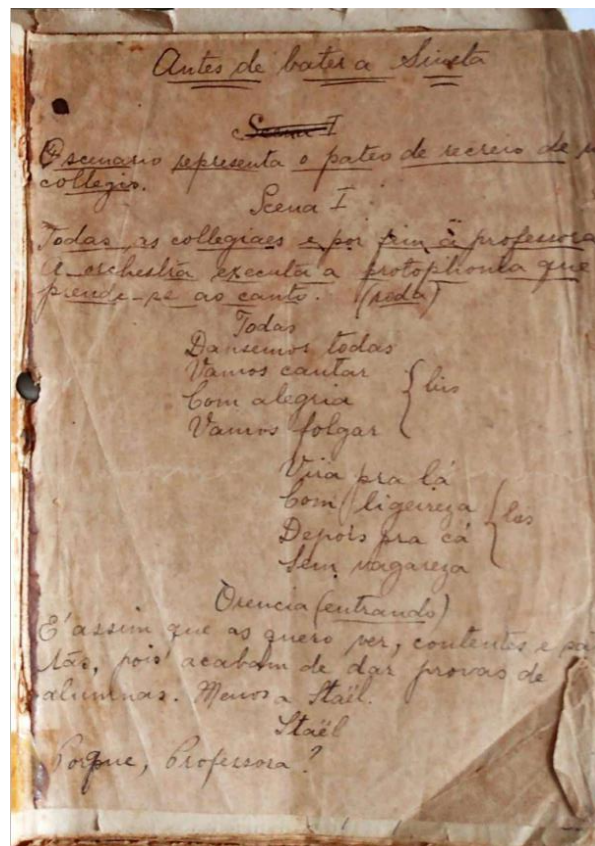 Antes de bater a Sineta
Scena I
O scenario representa o pateo de recreio de
collegio.
Scena I
Todas as collegiaes e por fim a professora
A orchestra executa a protophonia que
prende-se ao canto. (roda)
Todas
Dansemos todas
Vamos cantar
Com alegria { bis
Vamos folgar
Vira pra lá
Com ligeireza { bis
Depois pra cá
Sem vagareza
Orencia (entrando)
E' assim que as quero ver, contentes e
pois acabam de dar provas de
alumnas. Menos a Staël.
Staël
Porque, Professora?